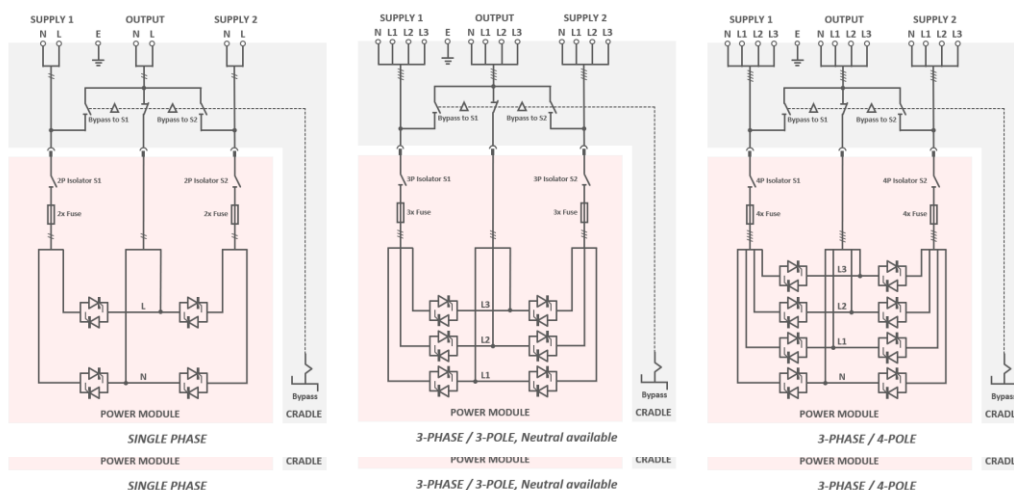 SUPPLY 1 OUTPUT SUPPLY 2
N L E N L N L
Bypass to S1 Bypass to S2
2P Isolator S1 2P Isolator S2
2x Fuse 2x Fuse
L
N
Bypass
POWER MODULE CRADLE
SINGLE PHASE
SUPPLY 1 OUTPUT SUPPLY 2
N L1 L2 L3 E N L1 L2 L3 N L1 L2 L3
Bypass to S1 Bypass to S2
3P Isolator S1 3P Isolator S2
3x Fuse 3x Fuse
L3
L2
L1
Bypass
POWER MODULE CRADLE
3-PHASE / 3-POLE, Neutral available
SUPPLY 1 OUTPUT SUPPLY 2
N L1 L2 L3 E N L1 L2 L3 N L1 L2 L3
Bypass to S1 Bypass to S2
4P Isolator S1 4P Isolator S2
4x Fuse 4x Fuse
L3
L2
L1
N
Bypass
POWER MODULE CRADL
3-PHASE / 4-POLE
POWER MODULE CRADLE POWER MODULE CRADLE POWER MODULE CRADL
SINGLE PHASE 3-PHASE / 3-POLE, Neutral available 3-PHASE / 4-POLE